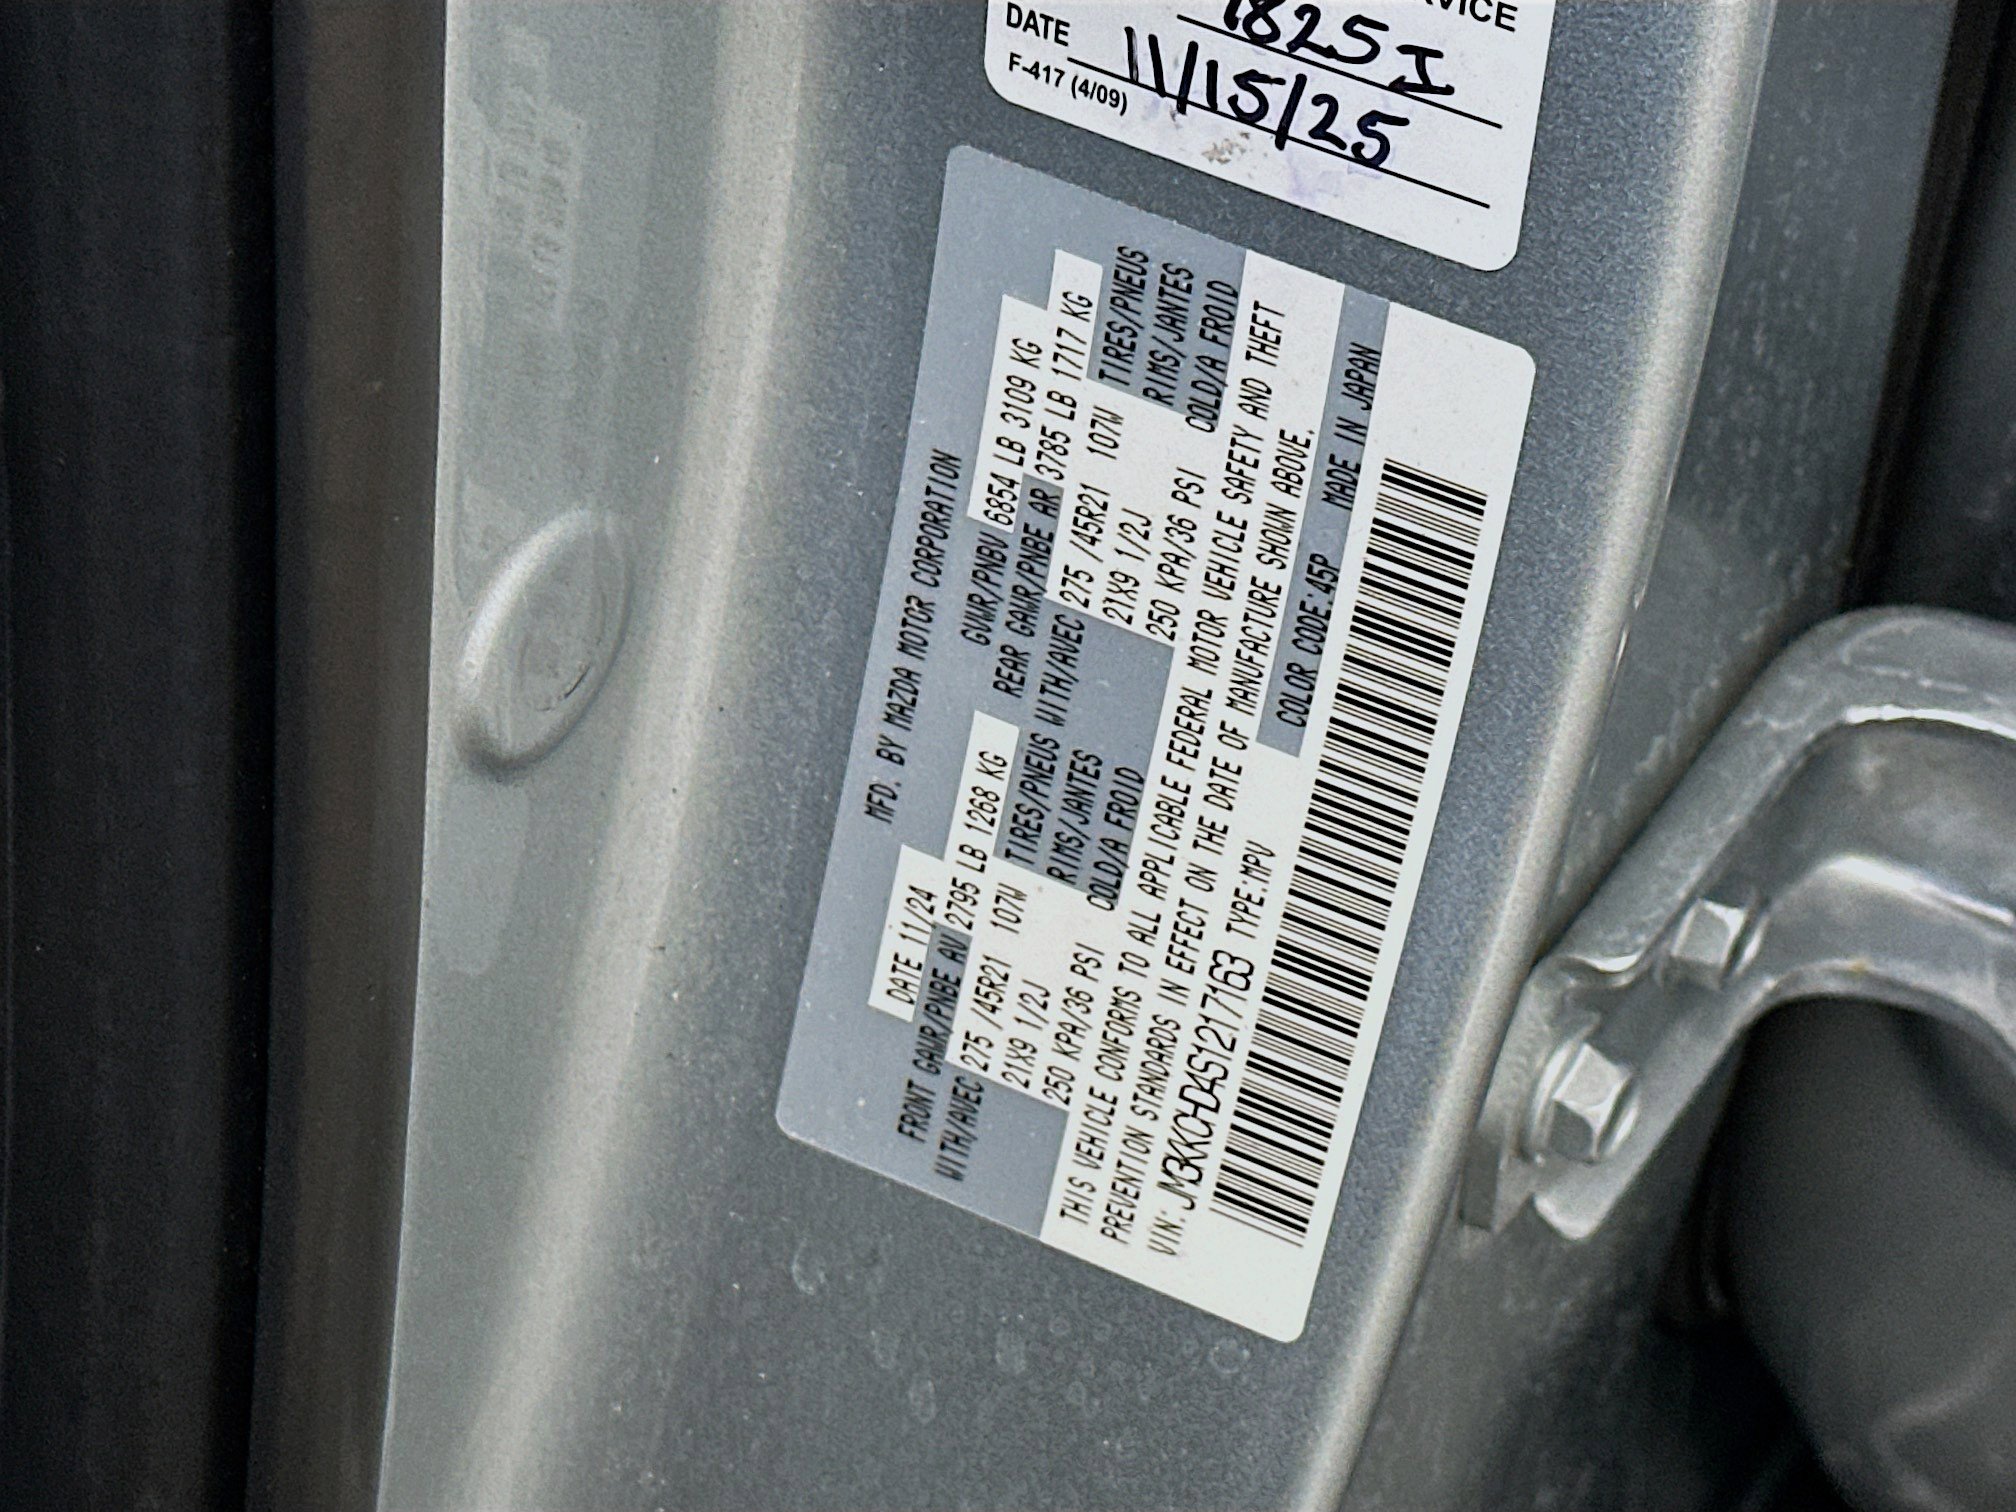 VICE
1825 I
DATE 11/15/25
F-417 (4/09)
MFD. BY MAZDA MOTOR CORPORATION
DATE 11/24 GVWR/PNBV 6854 LB 3109 KG
FRONT GAWR/PNBE AV 2795 LB 1268 KG REAR GAWR/PNBE AR 3785 LB 1717 KG
WITH/AVEC 275 /45R21 107W TIRES/PNEUS WITH/AVEC 275 /45R21 107W TIRES/PNEUS
21X9 1/2J RIMS/JANTES 21X9 1/2J RIMS/JANTES
250 KPA/36 PSI COLD/A FROID 250 KPA/36 PSI COLD/A FROID
THIS VEHICLE CONFORMS TO ALL APPLICABLE FEDERAL MOTOR VEHICLE SAFETY AND THEFT
PREVENTION STANDARDS IN EFFECT ON THE DATE OF MANUFACTURE SHOWN ABOVE.
VIN: JM3KKCHD4S1217163 TYPE:MPV COLOR CODE:45P MADE IN JAPAN